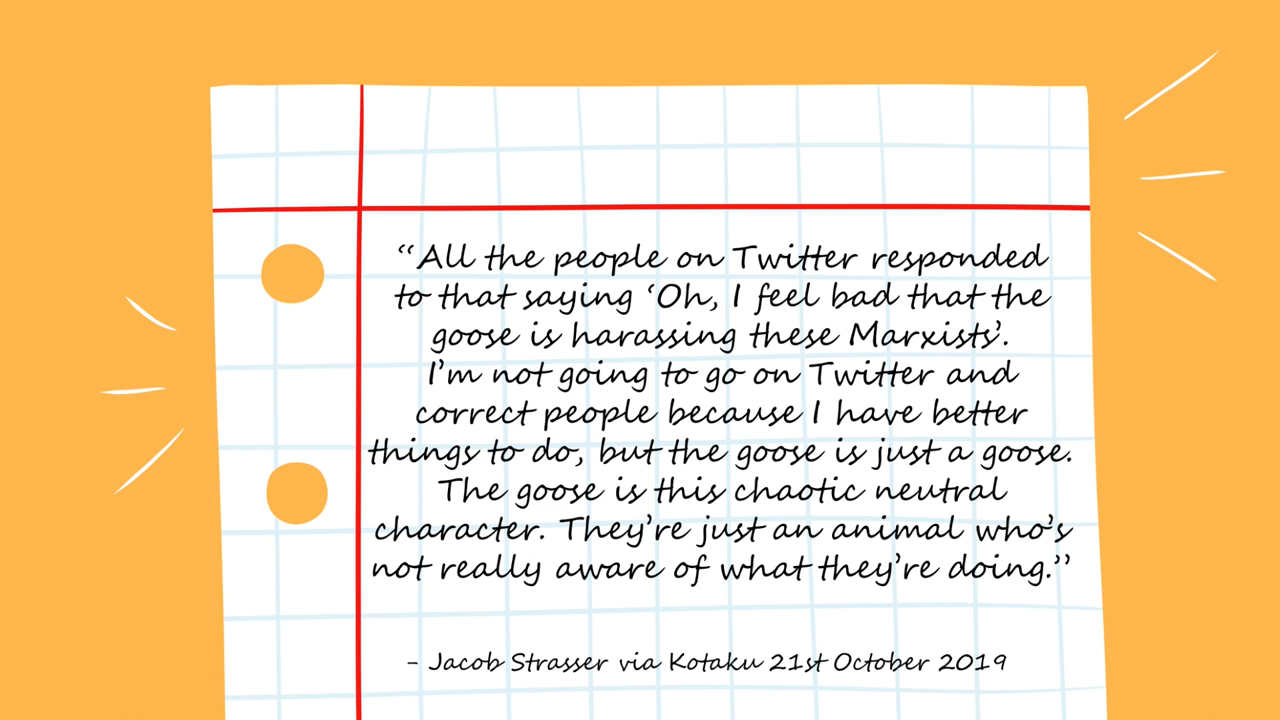 “All the people on Twitter responded
to that saying ‘Oh, I feel bad that the
goose is harassing these Marxists’.
I’m not going to go on Twitter and
correct people because I have better
things to do, but the goose is just a goose.
The goose is this chaotic neutral
character. They’re just an animal who’s
not really aware of what they’re doing.”
- Jacob Strasser via Kotaku 21st October 2019